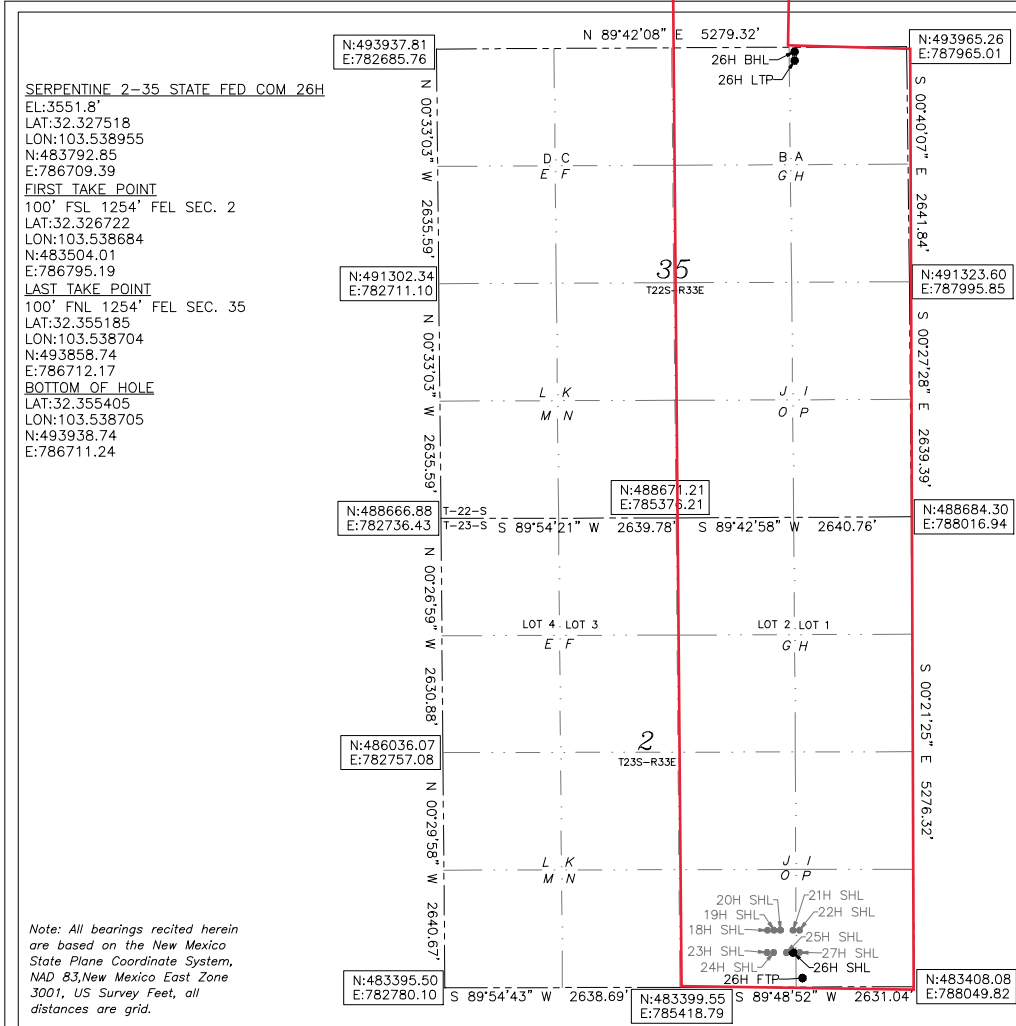 SERPENTINE 2-35 STATE FED COM 26H
EL:3551.8'
LAT:32.327518
LON:103.538955
N:483792.85
E:786709.39
FIRST TAKE POINT
100' FSL 1254' FEL SEC. 2
LAT:32.326722
LON:103.538684
N:483504.01
E:786795.19
LAST TAKE POINT
100' FNL 1254' FEL SEC. 35
LAT:32.355185
LON:103.538704
N:493858.74
E:786712.17
BOTTOM OF HOLE
LAT:32.355405
LON:103.538705
N:493938.74
E:786711.24
N:493937.81
E:782685.76
N 89°42'08" E 5279.32'
N:493965.26
E:787965.01
26H BHL
26H LTP
N 00°33'03" W 2635.59'
S 00°40'07" E 2641.84'
D C
E F
B A
G H
N:491302.34
E:782711.10
35
T22S-R33E
N:491323.60
E:787995.85
N 00°33'03" W 2635.59'
S 00°27'28" E 2639.39'
L K
M N
J I
O P
N:488666.88
E:782736.43
T-22-S
T-23-S
N:488671.21
E:785376.21
S 89°54'21" W 2639.78'
S 89°42'58" W 2640.76'
N:488684.30
E:788016.94
N 00°26'59" W 2630.88'
S 00°21'25" E 5276.32'
LOT 4 LOT 3
E F
LOT 2 LOT 1
G H
N:486036.07
E:782757.08
2
T23S-R33E
N 00°29'58" W 2640.67'
L K
M N
J I
O P
20H SHL
21H SHL
19H SHL
22H SHL
18H SHL
25H SHL
23H SHL
27H SHL
24H SHL
26H SHL
26H FTP
N:483395.50
E:782780.10
S 89°54'43" W 2638.69'
N:483399.55
E:785418.79
S 89°48'52" W 2631.04'
N:483408.08
E:788049.82
Note: All bearings recited herein
are based on the New Mexico
State Plane Coordinate System,
NAD 83,New Mexico East Zone
3001, US Survey Feet, all
distances are grid.